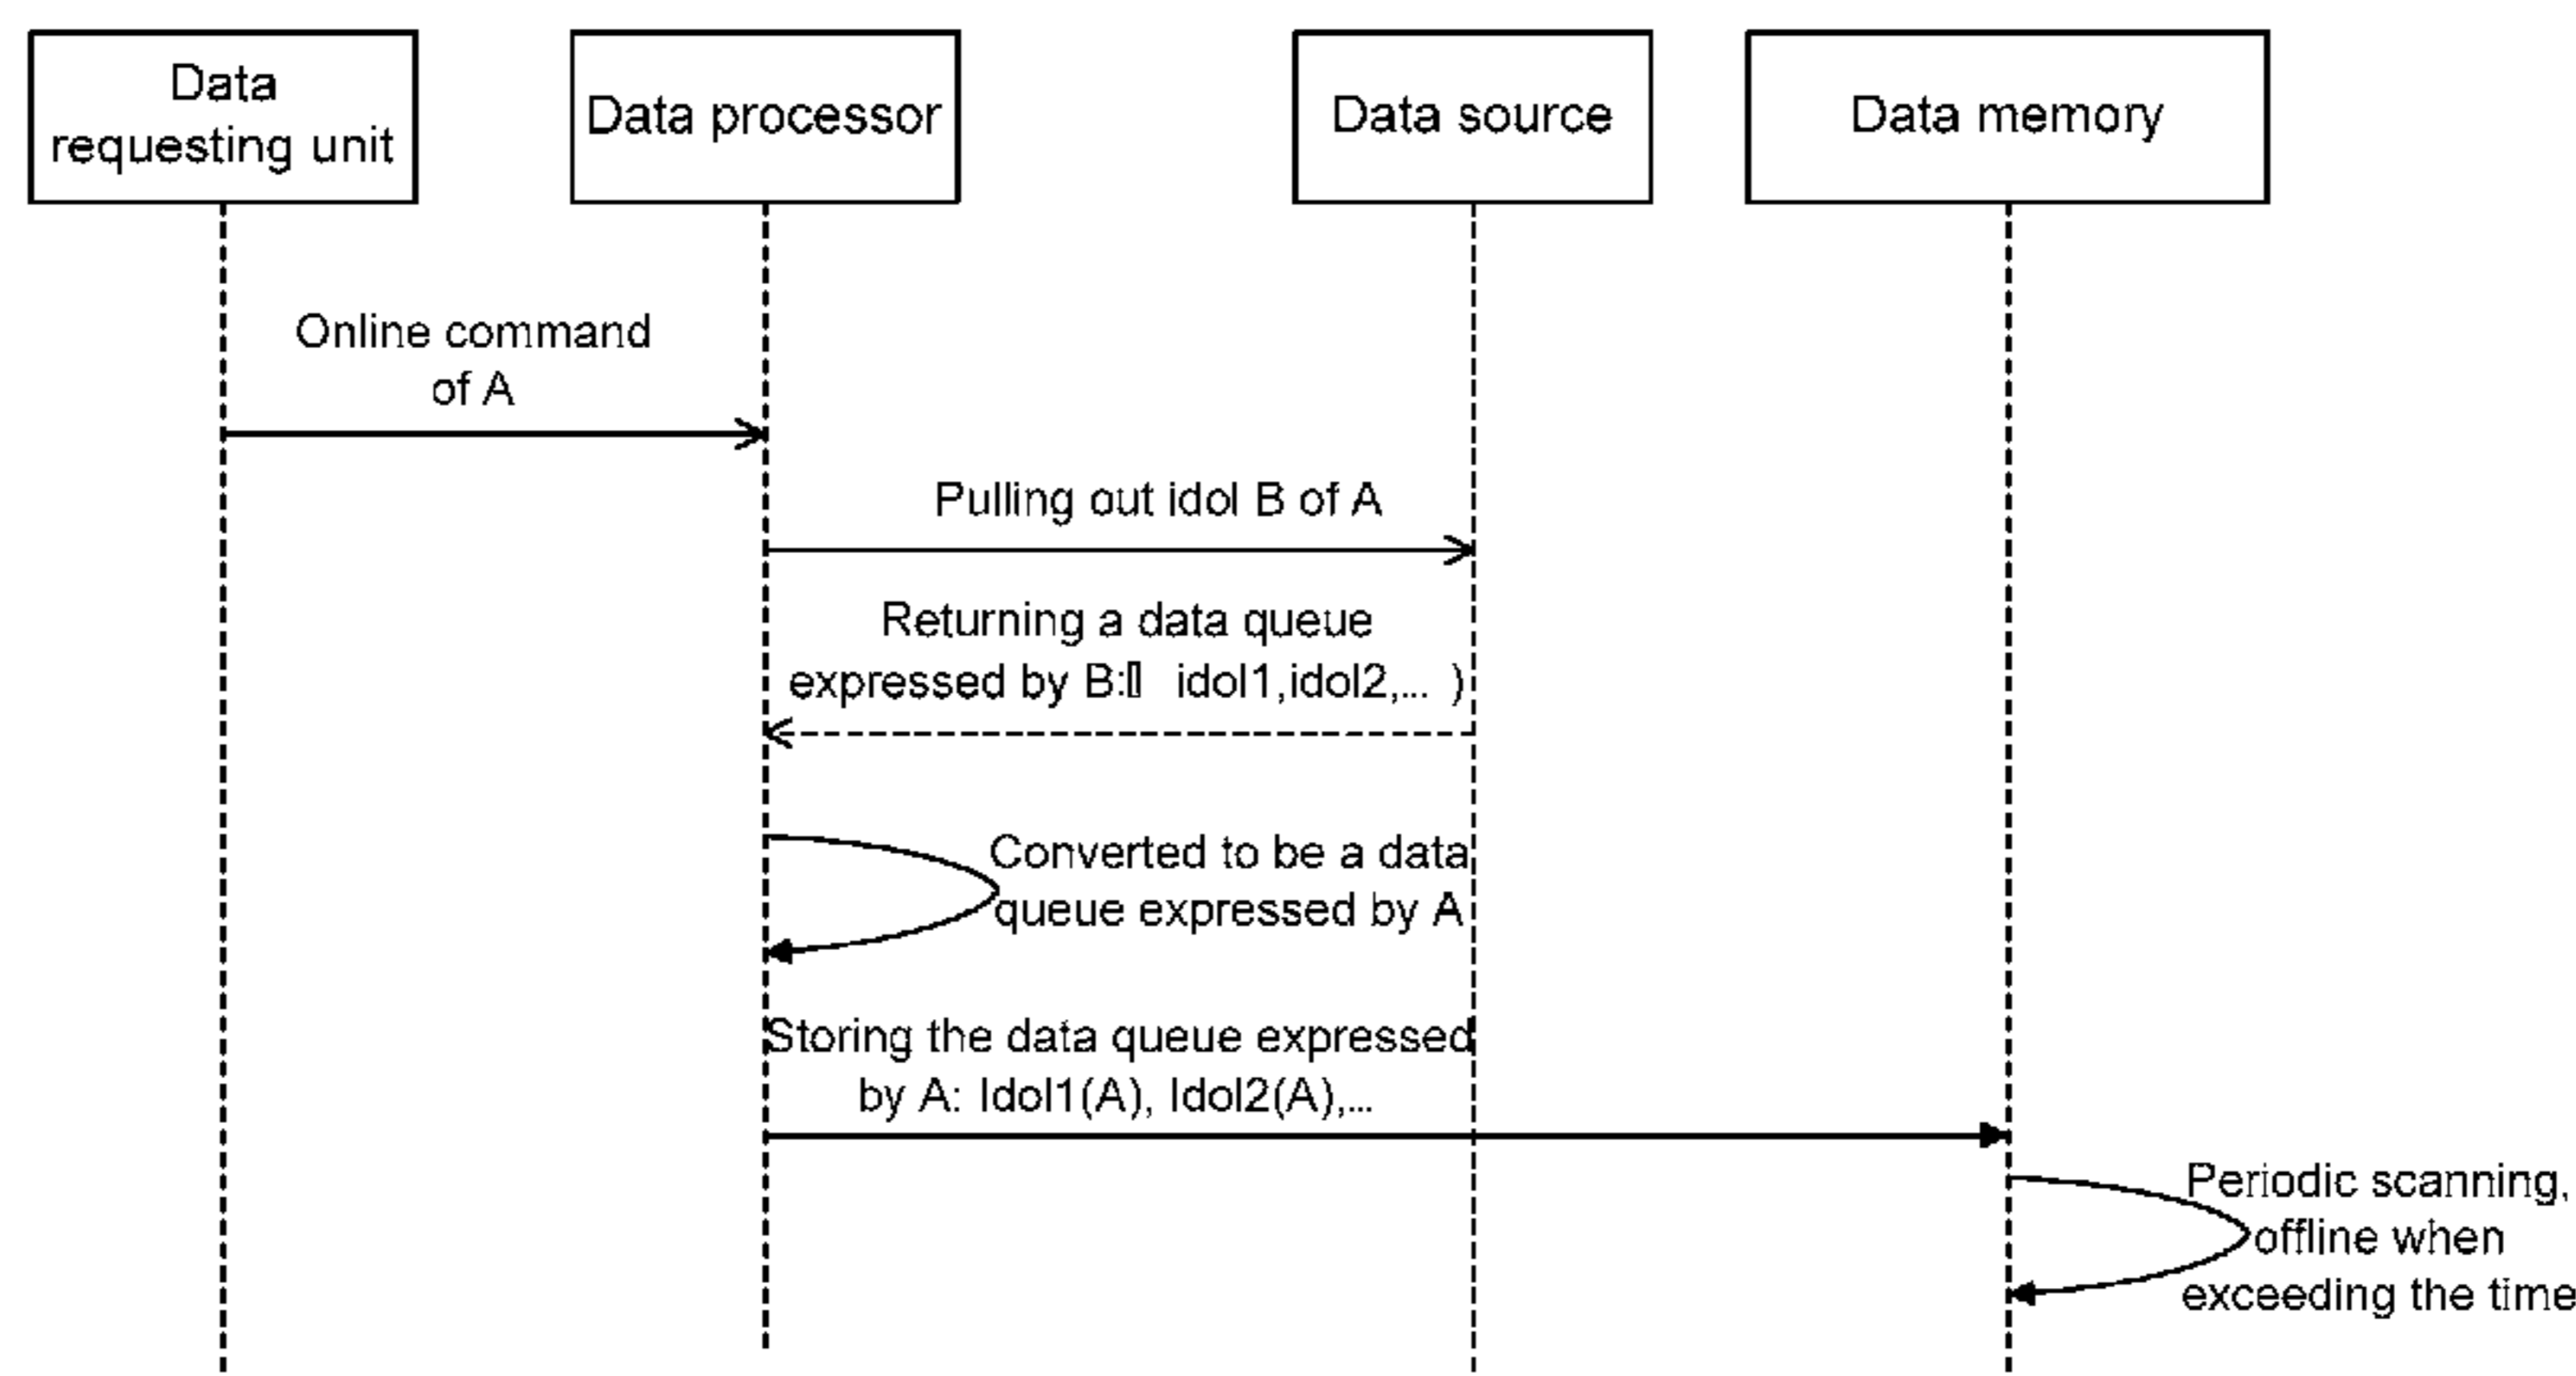 Data
requesting unit
Data processor
Data source
Data memory
Online command
of A
Pulling out idol B of A
Returning a data queue
expressed by B:▯ idol1,idol2,... )
Converted to be a data
queue expressed by A
Storing the data queue expressed
by A: Idol1(A), Idol2(A),...
Periodic scanning,
offline when
exceeding the time